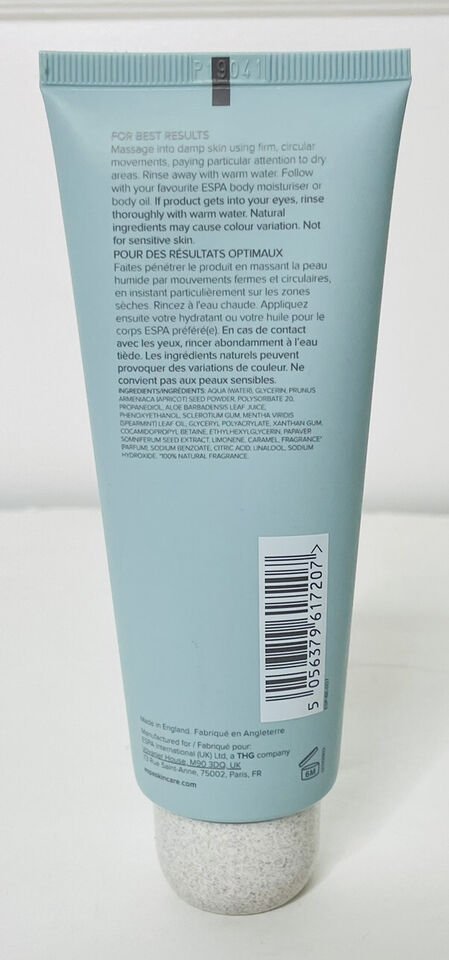 P19041
FOR BEST RESULTS
Massage into damp skin using firm, circular
movements, paying particular attention to dry
areas. Rinse away with warm water. Follow
with your favourite ESPA body moisturiser or
body oil. If product gets into your eyes, rinse
thoroughly with warm water. Natural
ingredients may cause colour variation. Not
for sensitive skin.
POUR DES RÉSULTATS OPTIMAUX
Faites pénétrer le produit en massant la peau
humide par mouvements fermes et circulaires,
en insistant particulièrement sur les zones
sèches. Rincez à l'eau chaude. Appliquez
ensuite votre hydratant ou votre huile pour le
corps ESPA préféré(e). En cas de contact
avec les yeux, rincer abondamment à l'eau
tiède. Les ingrédients naturels peuvent
provoquer des variations de couleur. Ne
convient pas aux peaux sensibles.
INGREDIENTS/INGRÉDIENTS: AQUA (WATER), GLYCERIN, PRUNUS
ARMENIACA (APRICOT) SEED POWDER, POLYSORBATE 20,
PROPANEDIOL, ALOE BARBADENSIS LEAF JUICE,
PHENOXYETHANOL, SCLEROTIUM GUM, MENTHA VIRIDIS
(SPEARMINT) LEAF OIL, GLYCERYL POLYACRYLATE, XANTHAN GUM,
COCAMIDOPROPYL BETAINE, ETHYLHEXYLGLYCERIN, PAPAVER
SOMNIFERUM SEED EXTRACT, LIMONENE, CARAMEL, FRAGRANCE*
(PARFUM), SODIUM BENZOATE, CITRIC ACID, LINALOOL, SODIUM
HYDROXIDE. *100% NATURAL FRAGRANCE.
5 056379 617207 >
Made in England. Fabriqué en Angleterre
Manufactured for / Fabriqué pour:
ESPA International (UK) Ltd, a THG company
House, M90 3DQ, UK
73 Rue Sainte-Anne, 75002, Paris, FR
espaskincare.com
6M